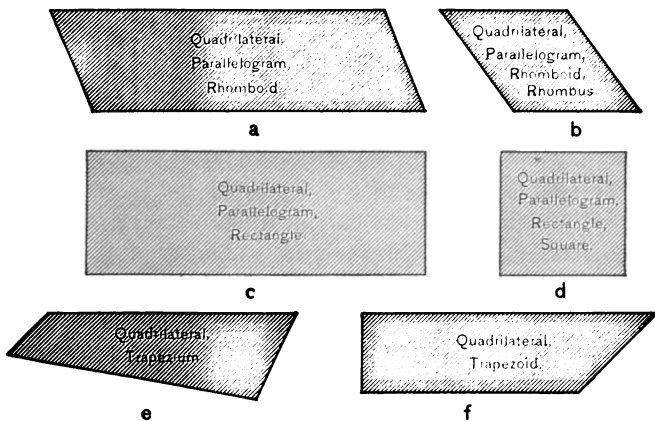 Quadrilateral,
Parallelogram,
Rhomboid.
a
Quadrilateral,
Parallelogram,
Rhomboid,
Rhombus.
b
Quadrilateral,
Parallelogram,
Rectangle.
c
Quadrilateral,
Parallelogram,
Rectangle,
Square.
d
Quadrilateral,
Trapezium.
e
Quadrilateral,
Trapezoid.
f